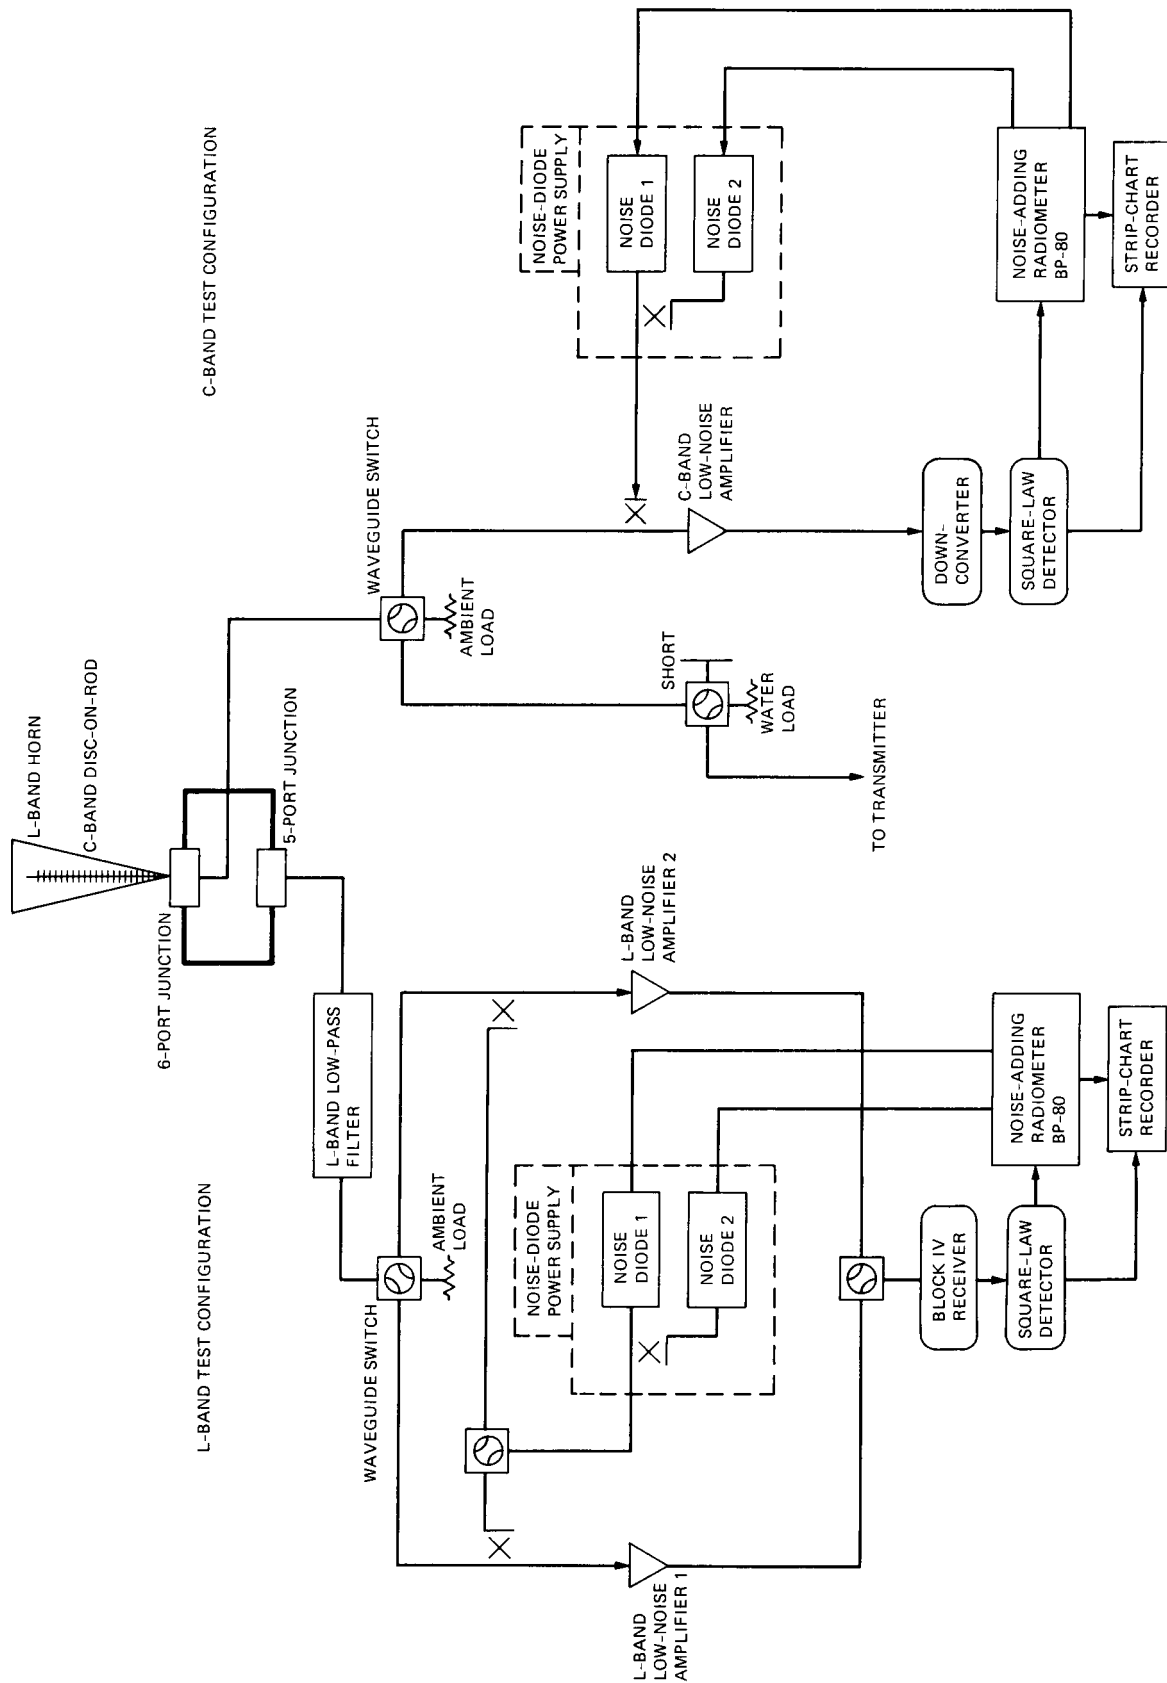 L-BAND TEST CONFIGURATION
C-BAND TEST CONFIGURATION
L-BAND HORN
C-BAND DISC-ON-ROD
6-PORT JUNCTION
5-PORT JUNCTION
L-BAND LOW-PASS
FILTER
WAVEGUIDE SWITCH
AMBIENT
LOAD
NOISE-DIODE
POWER SUPPLY
NOISE
DIODE 1
NOISE
DIODE 2
L-BAND
LOW-NOISE
AMPLIFIER 1
L-BAND
LOW-NOISE
AMPLIFIER 2
BLOCK IV
RECEIVER
SQUARE-LAW
DETECTOR
NOISE-ADDING
RADIOMETER
BP-80
STRIP-CHART
RECORDER
WAVEGUIDE SWITCH
AMBIENT
LOAD
SHORT
WATER
LOAD
TO TRANSMITTER
C-BAND
LOW-NOISE
AMPLIFIER
NOISE-DIODE
POWER SUPPLY
NOISE
DIODE 1
NOISE
DIODE 2
DOWN-
CONVERTER
SQUARE-LAW
DETECTOR
NOISE-ADDING
RADIOMETER
BP-80
STRIP-CHART
RECORDER